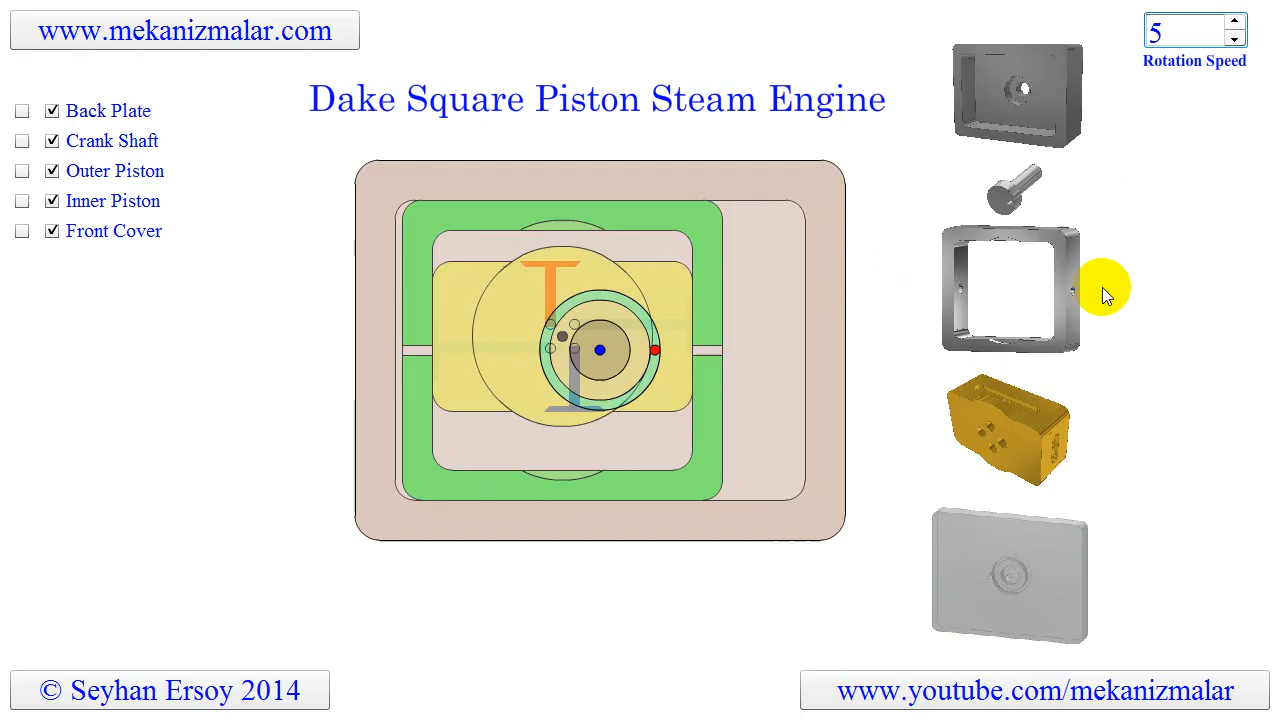 www.mekanizmalar.com
5
Rotation Speed
Dake Square Piston Steam Engine
Back Plate
Crank Shaft
Outer Piston
Inner Piston
Front Cover
© Seyhan Ersoy 2014
www.youtube.com/mekanizmalar